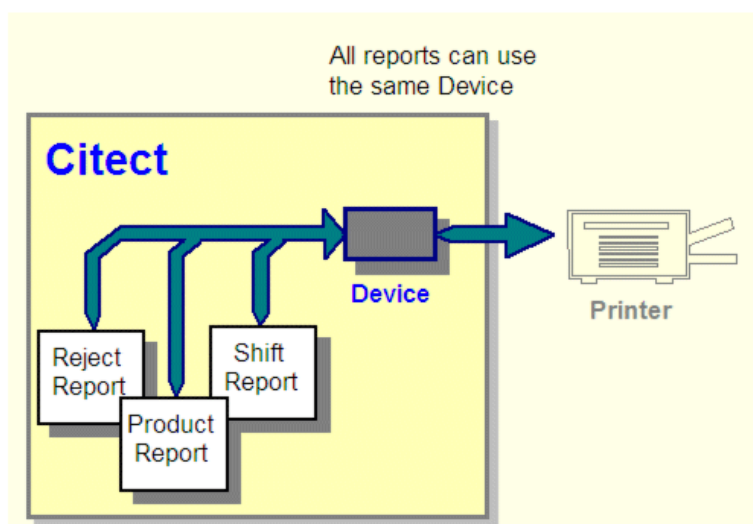 All reports can use
the same Device
Citect
Device
Printer
Reject
Report
Shift
Report
Product
Report